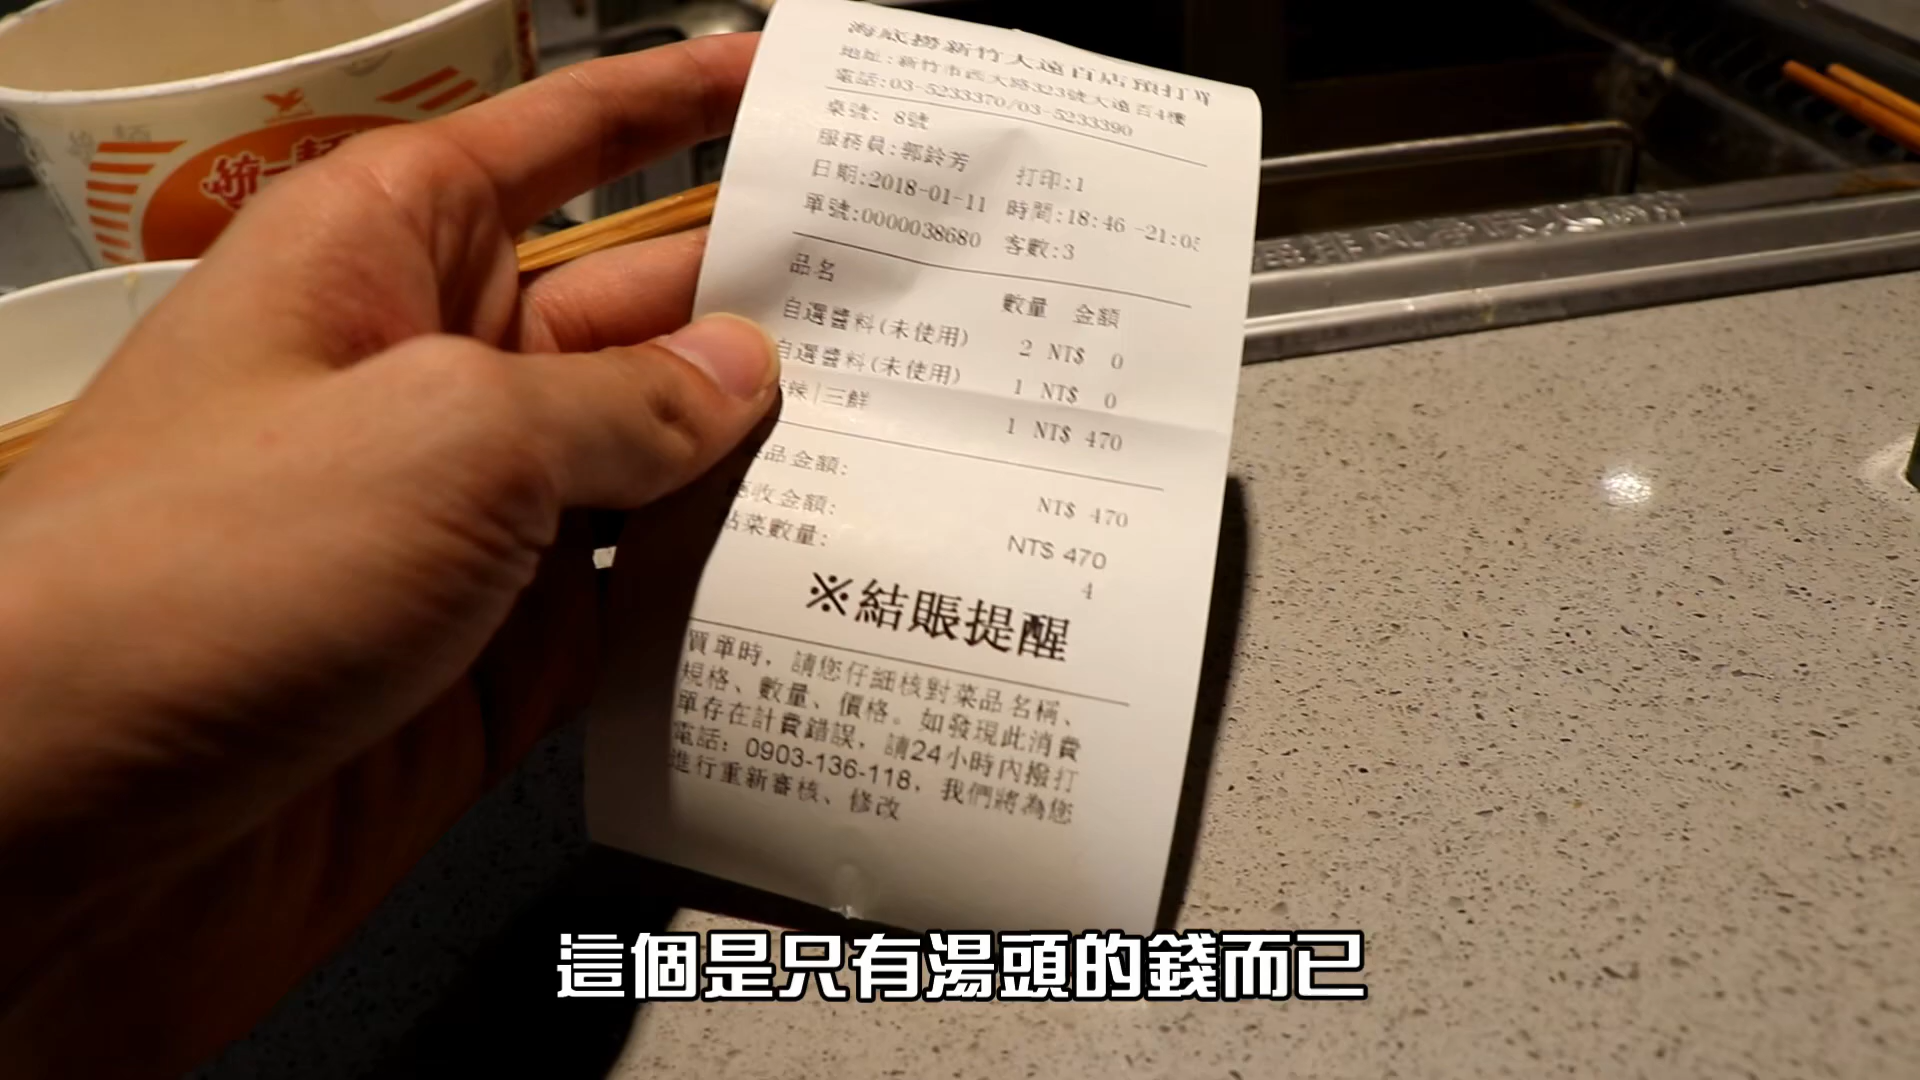 海底撈新竹大遠百店預打單
地址:新竹市西大路323號大遠百4樓
電話:03-5233370/03-5233390
桌號: 8號
服務員:郭鈴芳 打印:1
日期:2018-01-11 時間:18:46 -21:05
單號:0000038680 客數:3
品名 數量 金額
自選醬料(未使用) 2 NT$ 0
自選醬料(未使用) 1 NT$ 0
辣|三鮮 1 NT$ 470
品金額: NT$ 470
收金額: NT$ 470
點菜數量: 4
※結賬提醒
買單時，請您仔細核對菜品名稱、
規格、數量、價格。如發現此消費
單存在計費錯誤，請24小時內撥打
電話：0903-136-118，我們將為您
進行重新審核、修改
統一麵
這個是只有湯頭的錢而已